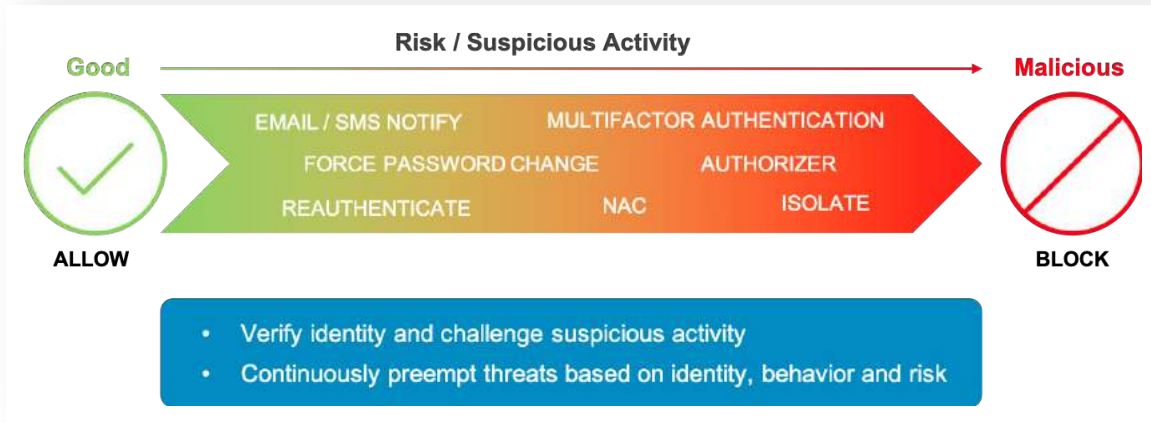 Risk / Suspicious Activity
Good
Malicious
EMAIL / SMS NOTIFY
MULTIFACTOR AUTHENTICATION
FORCE PASSWORD CHANGE
AUTHORIZER
REAUTHENTICATE
NAC
ISOLATE
ALLOW
BLOCK
• Verify identity and challenge suspicious activity
• Continuously preempt threats based on identity, behavior and risk